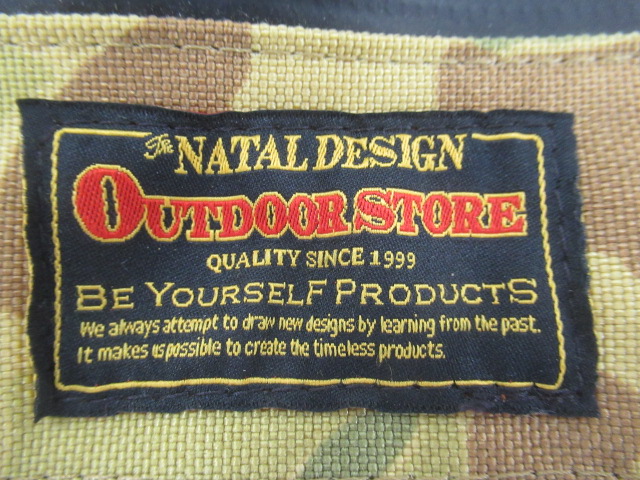 The NATAL DESIGN
OUTDOOR STORE
QUALITY SINCE 1999
BE YOURSELF PRODUCTS
We always attempt to draw new designs by learning from the past.
It makes us possible to create the timeless products.